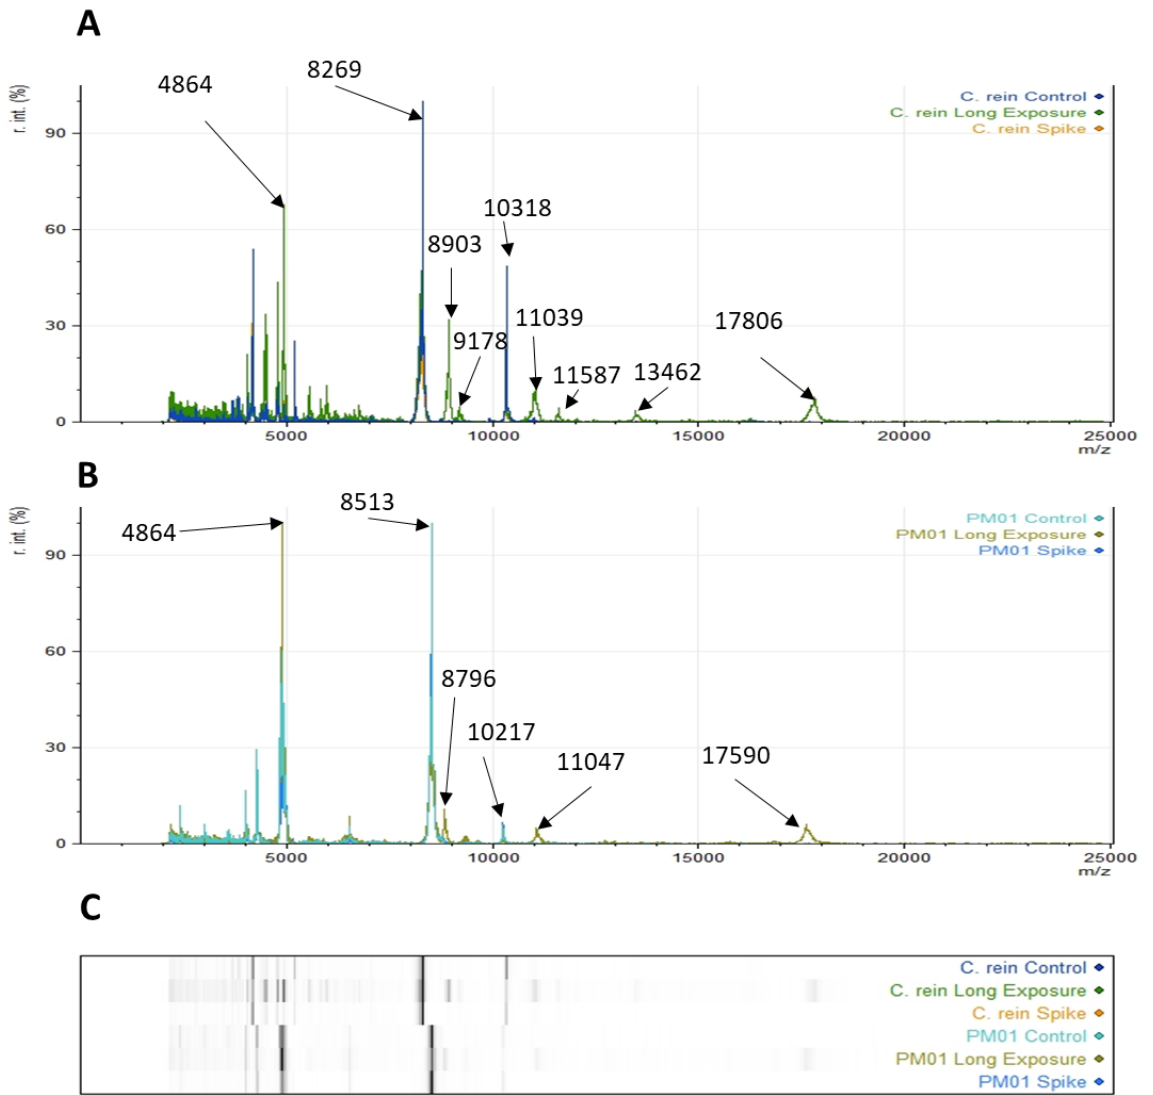 A
r. int. (%)
90
60
30
0
4864
8269
8903
9178
10318
11039
11587
13462
17806
C. rein Control
C. rein Long Exposure
C. rein Spike
5000 10000 15000 20000 25000
m/z
B
r. int. (%)
90
60
30
0
4864
8513
8796
10217
11047
17590
PM01 Control
PM01 Long Exposure
PM01 Spike
5000 10000 15000 20000 25000
m/z
C
C. rein Control
C. rein Long Exposure
C. rein Spike
PM01 Control
PM01 Long Exposure
PM01 Spike